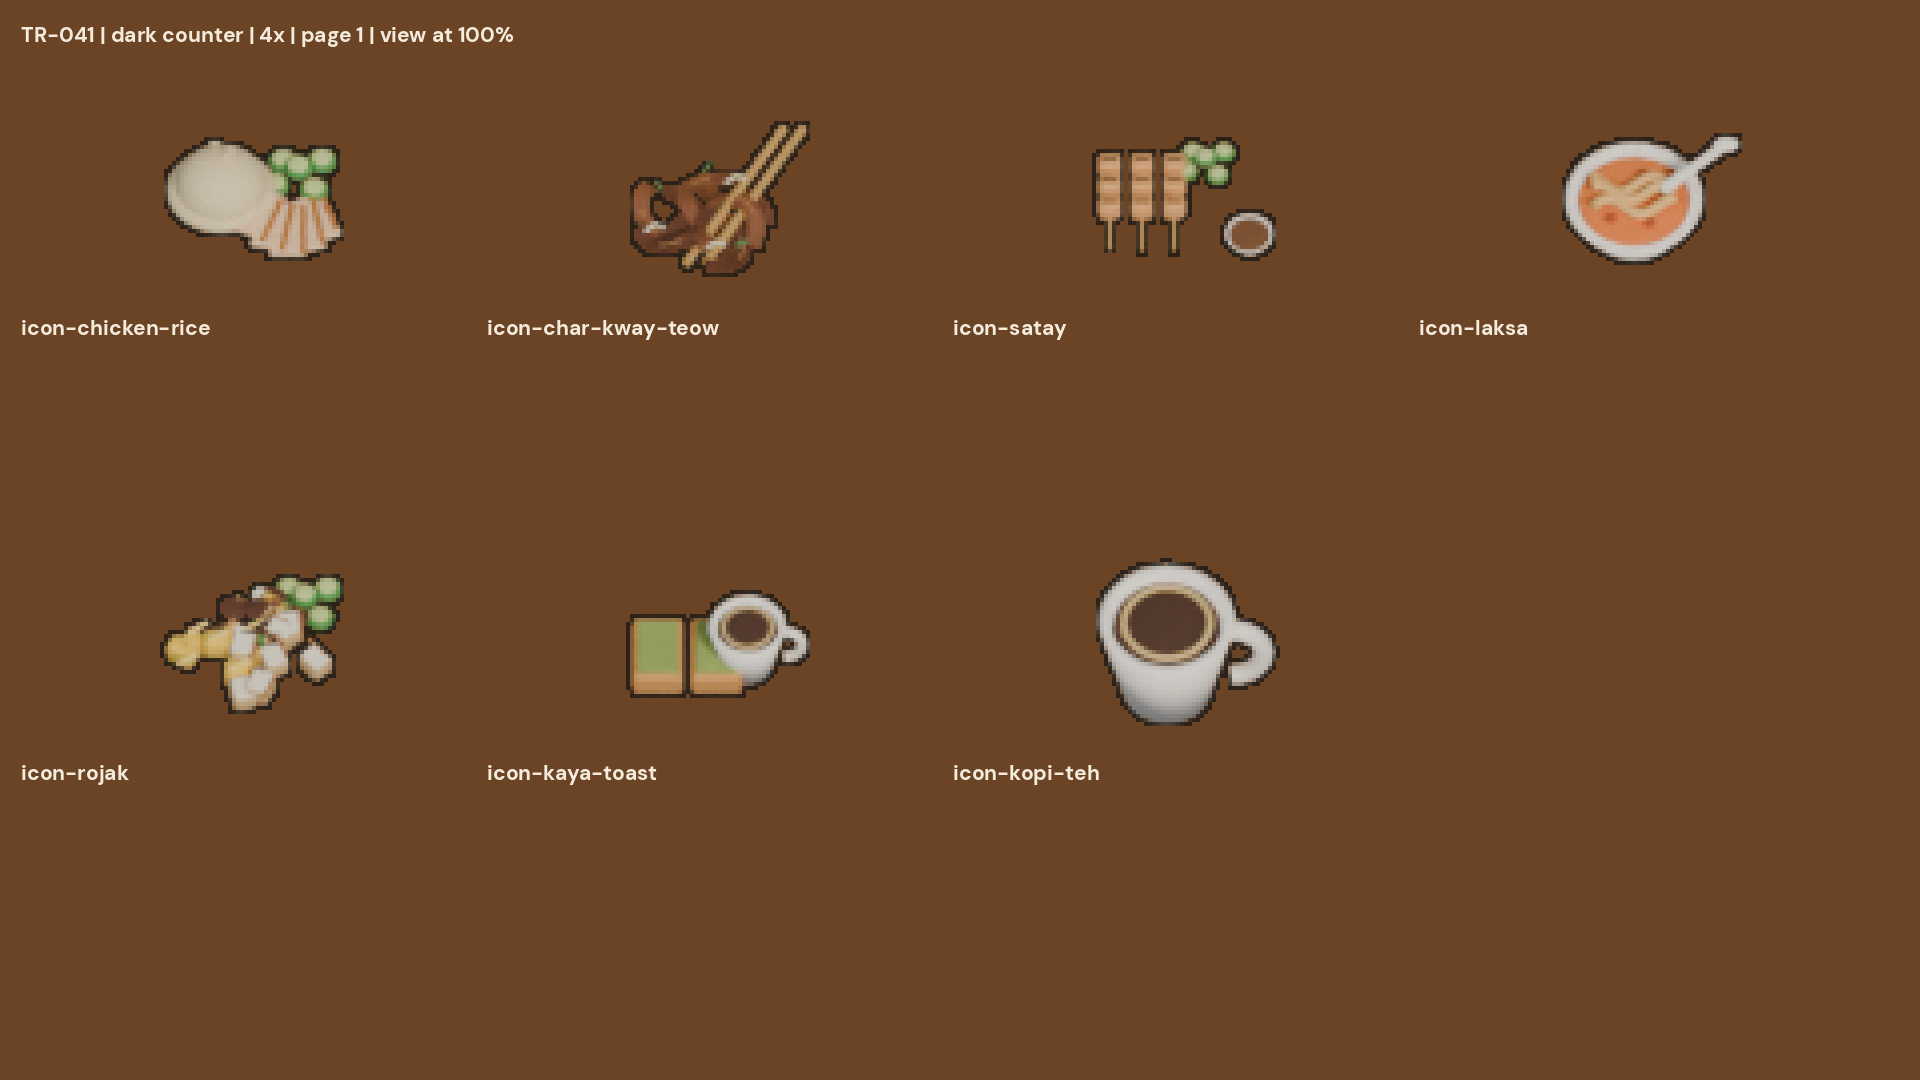 TR-041 | dark counter | 4x | page 1 | view at 100%
icon-chicken-rice
icon-char-kway-teow
icon-satay
icon-laksa
icon-rojak
icon-kaya-toast
icon-kopi-teh